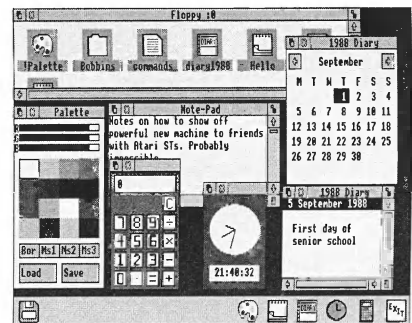 Floppy :0
!Palette
Bobbins
commands
diary1988
Hello
1988 Diary
September
M T W T F S S
1 2 3 4
5 6 7 8 9 10 11
12 13 14 15 16 17 18
19 20 21 22 23 24 25
26 27 28 29 30
Palette
R
G
B
Bor Ms1 Ms2 Ms3
Load
Save
Note-Pad
Notes on how to show off
powerful new machine to friends
with Atari STs. Probably
impossible
0
C
7 8 9 ÷
4 5 6 ×
1 2 3 -
0 . = +
21:40:32
1988 Diary
5 September 1988
First day of
senior school
DIARY
EXIT